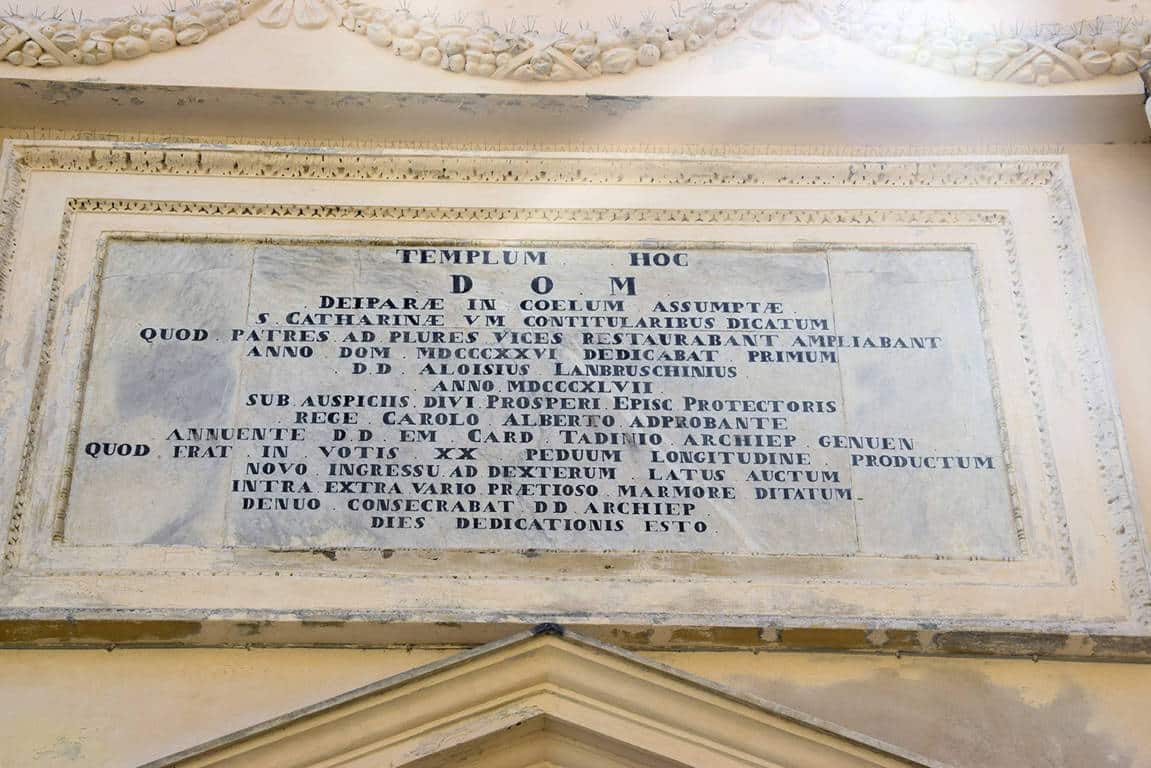 TEMPLUM HOC
D O M
DEIPARÆ IN COELUM ASSUMPTÆ
S. CATHARINÆ VM CONTITULARIBUS DICATUM
QUOD . PATRES AD PLURES VICES RESTAURABANT AMPLIABANT
ANNO DOM MDCCCXXVI DEDICABAT PRIMUM
D.D. ALOISIUS LANBRUSCHINIUS
ANNO MDCCCXLVII
SUB AUSPICIIS DIVI PROSPERI EPISC PROTECTORIS
REGE CAROLO ALBERTO ADPROBANTE
ANNUENTE D.D. EM. CARD TADINIO ARCHIEP. GENUEN
QUOD ERAT IN VOTIS XX PEDUUM LONGITUDINE PRODUCTUM
NOVO INGRESSU AD DEXTERUM LATUS AUCTUM
INTRA EXTRA VARIO PRÆTIOSO MARMORE DITATUM
DENUO CONSECRABAT D.D ARCHIEP.
DIES DEDICATIONIS ESTO